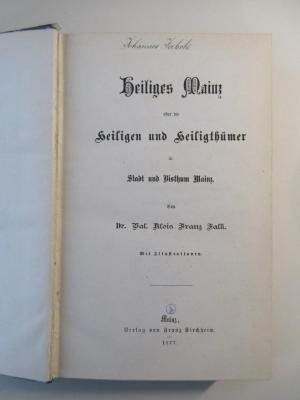 Johannes
Heiliges Mainz
oder die
Heiligen und Heiligthümer
in
Stadt und Bisthum Mainz.
Von
Dr. Val. Alois Franz Falk.
Mit Illustrationen.
Mainz,
Verlag von Franz Kirchheim.
1877.